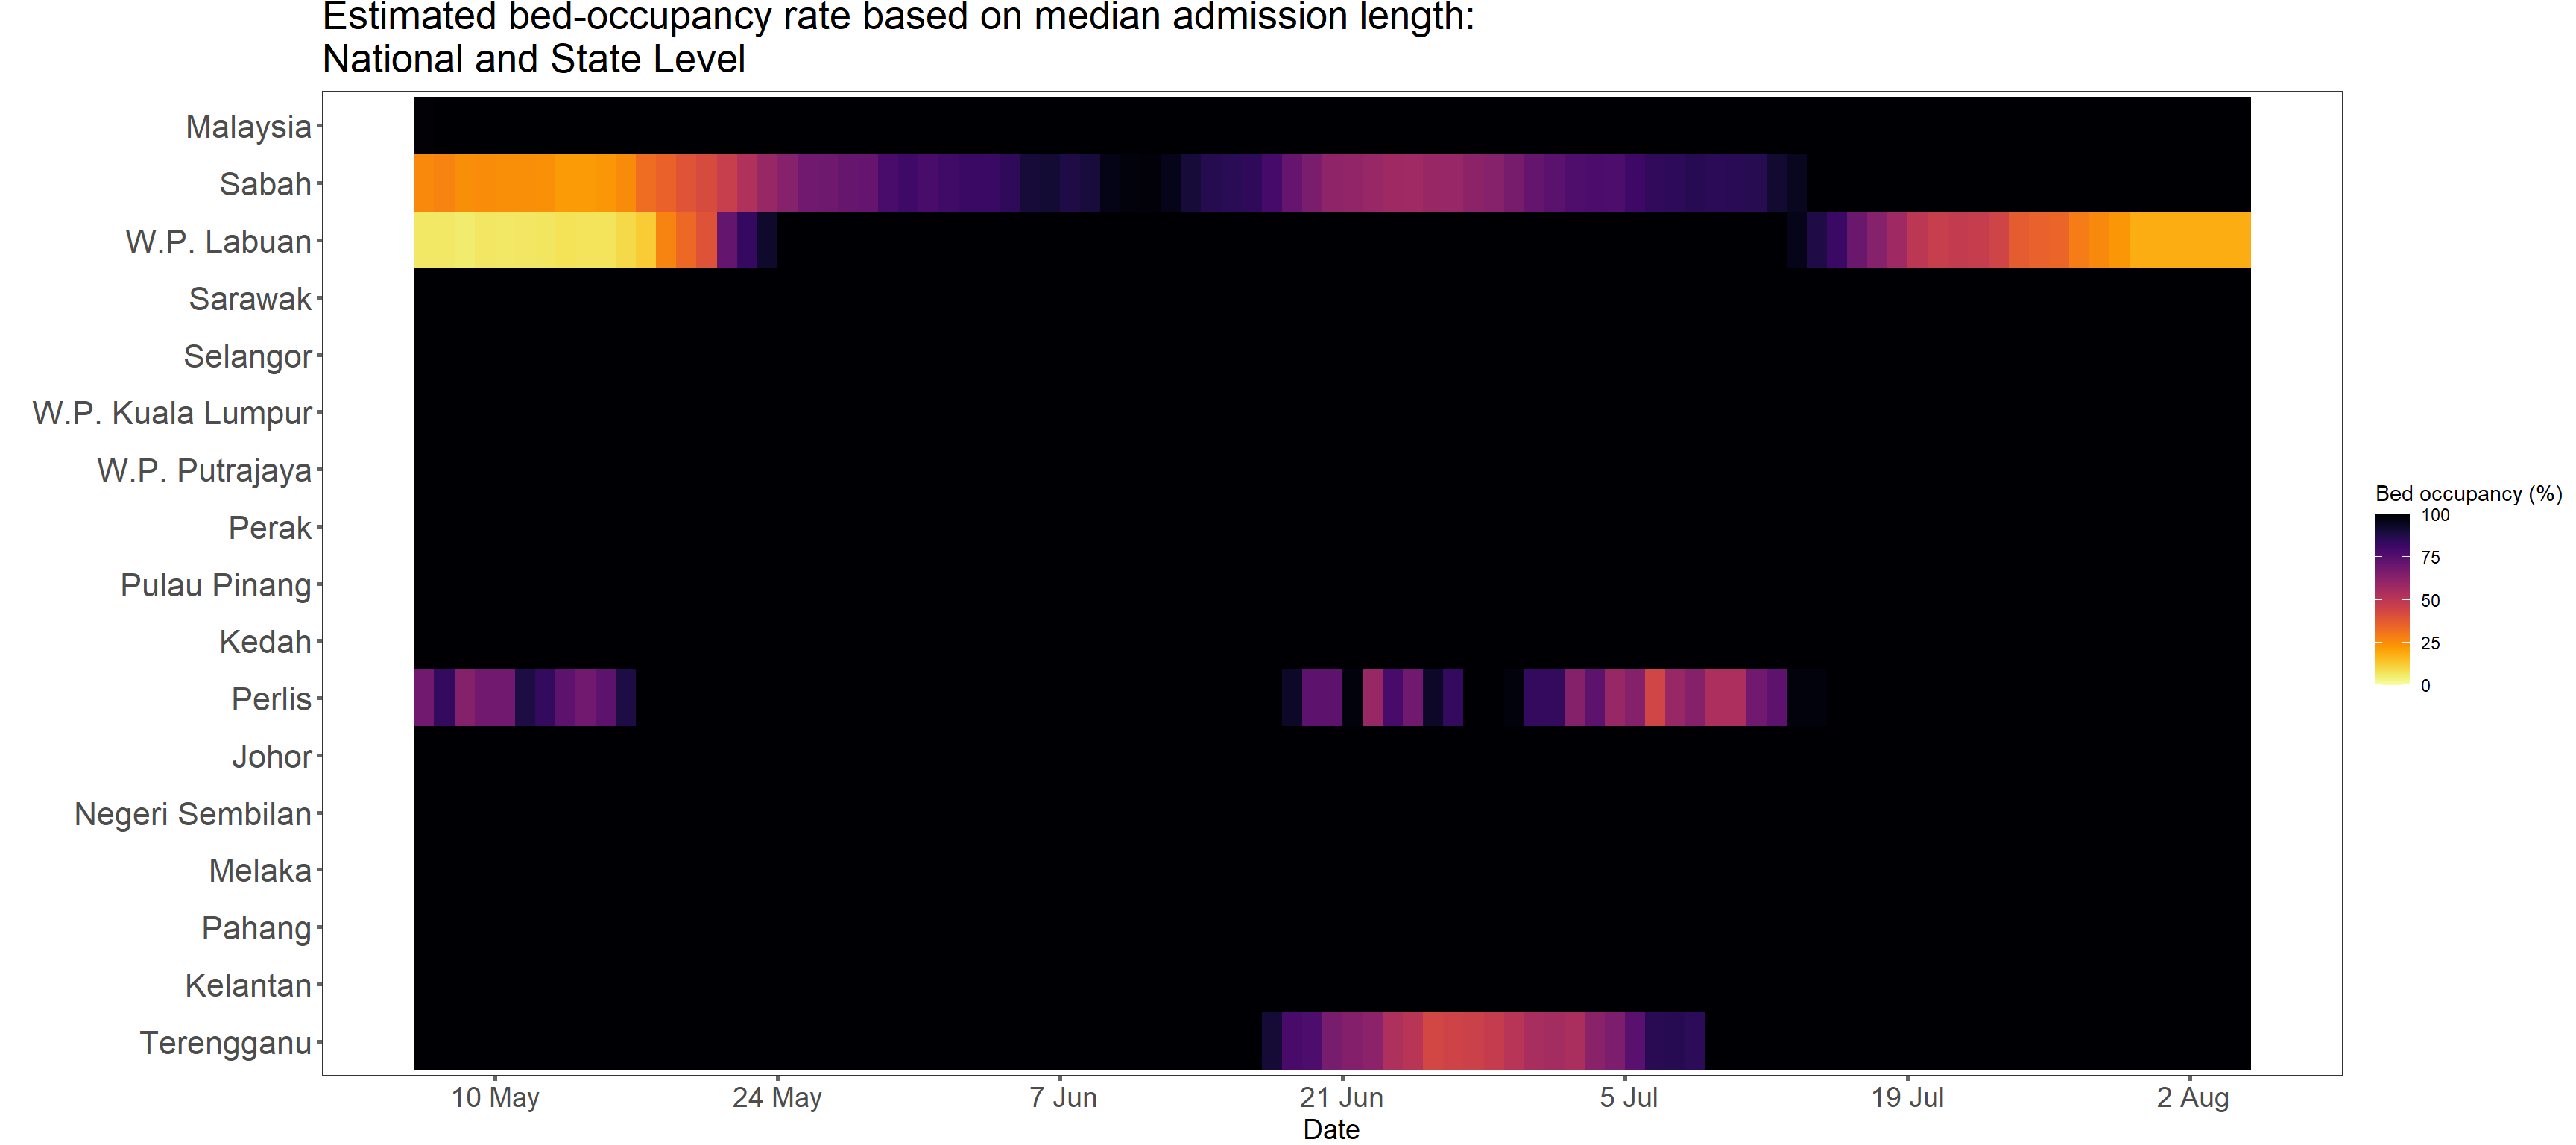 Estimated bed-occupancy rate based on median admission length:
National and State Level
Malaysia
Sabah
W.P. Labuan
Sarawak
Selangor
W.P. Kuala Lumpur
W.P. Putrajaya
Perak
Pulau Pinang
Kedah
Perlis
Johor
Negeri Sembilan
Melaka
Pahang
Kelantan
Terengganu
10 May 24 May 7 Jun 21 Jun 5 Jul 19 Jul 2 Aug
Date
Bed occupancy (%)
100
75
50
25
0